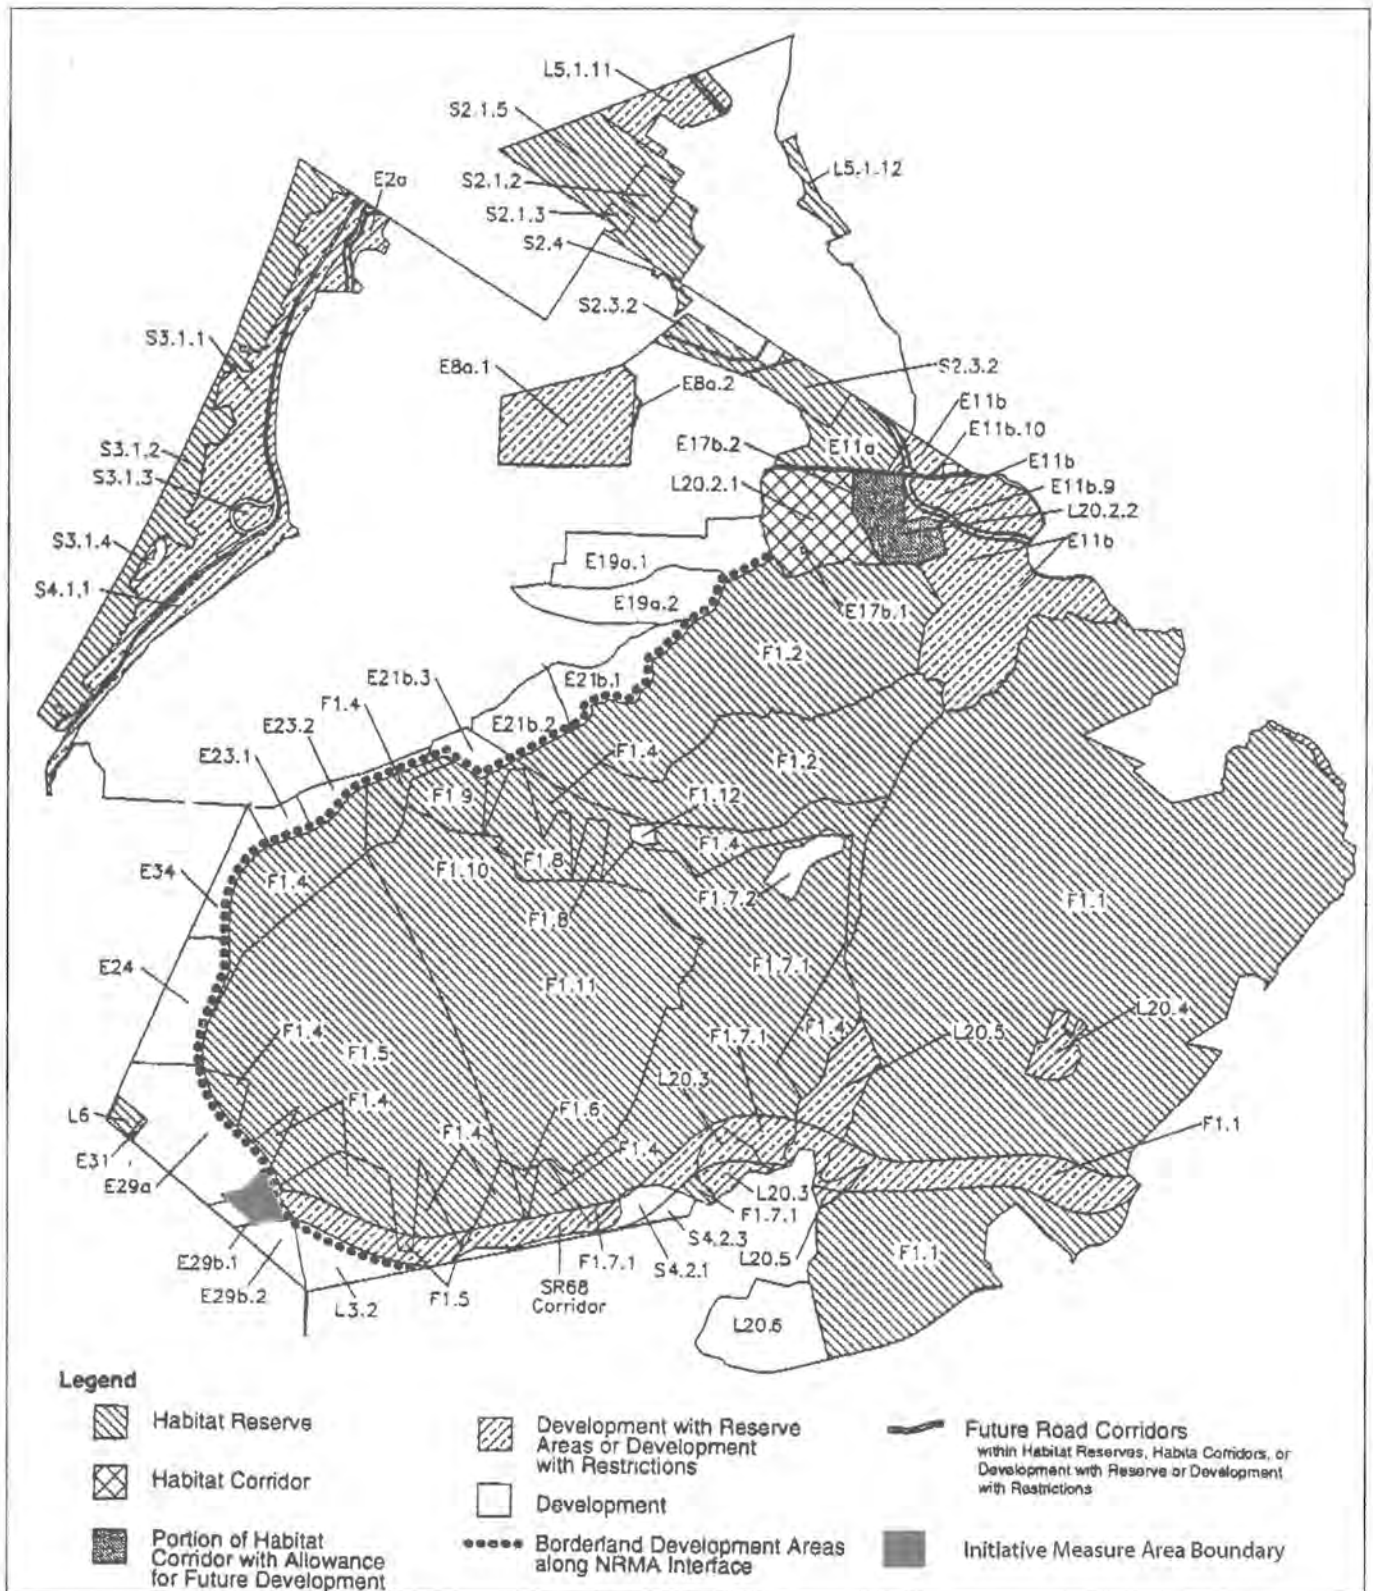 L5.1.11
S2.1.5
L5.1.12
E2a
S2.1.2
S2.1.3
S2.4
S2.3.2
S3.1.1
S2.3.2
E8a.1
E8a.2
E11b
E11b.10
E17b.2
E11a
E11b
S3.1.2
S3.1.3
L20.2.1
E11b.9
L20.2.2
S3.1.4
E11b
E19a.1
S4.1.1
E19a.2
E17b.1
F1.2
E21b.3
E21b.1
F1.4
E21b.2
E23.2
E23.1
F1.4
F1.2
F1.9
F1.12
F1.4
E34
F1.4
F1.10
F1.8
F1.7.2
F1.1
F1.8
E24
F1.7.1
F1.11
L20.4
F1.4
F1.7.1
F1.4
L20.5
F1.5
L20.3
L6
F1.4
F1.6
F1.1
F1.4
F1.4
E31
E29a
L20.3
F1.7.1
S4.2.3
E29b.1
F1.7.1
S4.2.1
L20.5
F1.1
E29b.2
L3.2
F1.5
SR68
Corridor
L20.6
Legend
Habitat Reserve
Habitat Corridor
Portion of Habitat
Corridor with Allowance
for Future Development
Development with Reserve
Areas or Development
with Restrictions
Development
Borderland Development Areas
along NRMA Interface
Future Road Corridors
within Habitat Reserves, Habita Corridors, or
Development with Reserve or Development
with Restrictions
Initiative Measure Area Boundary